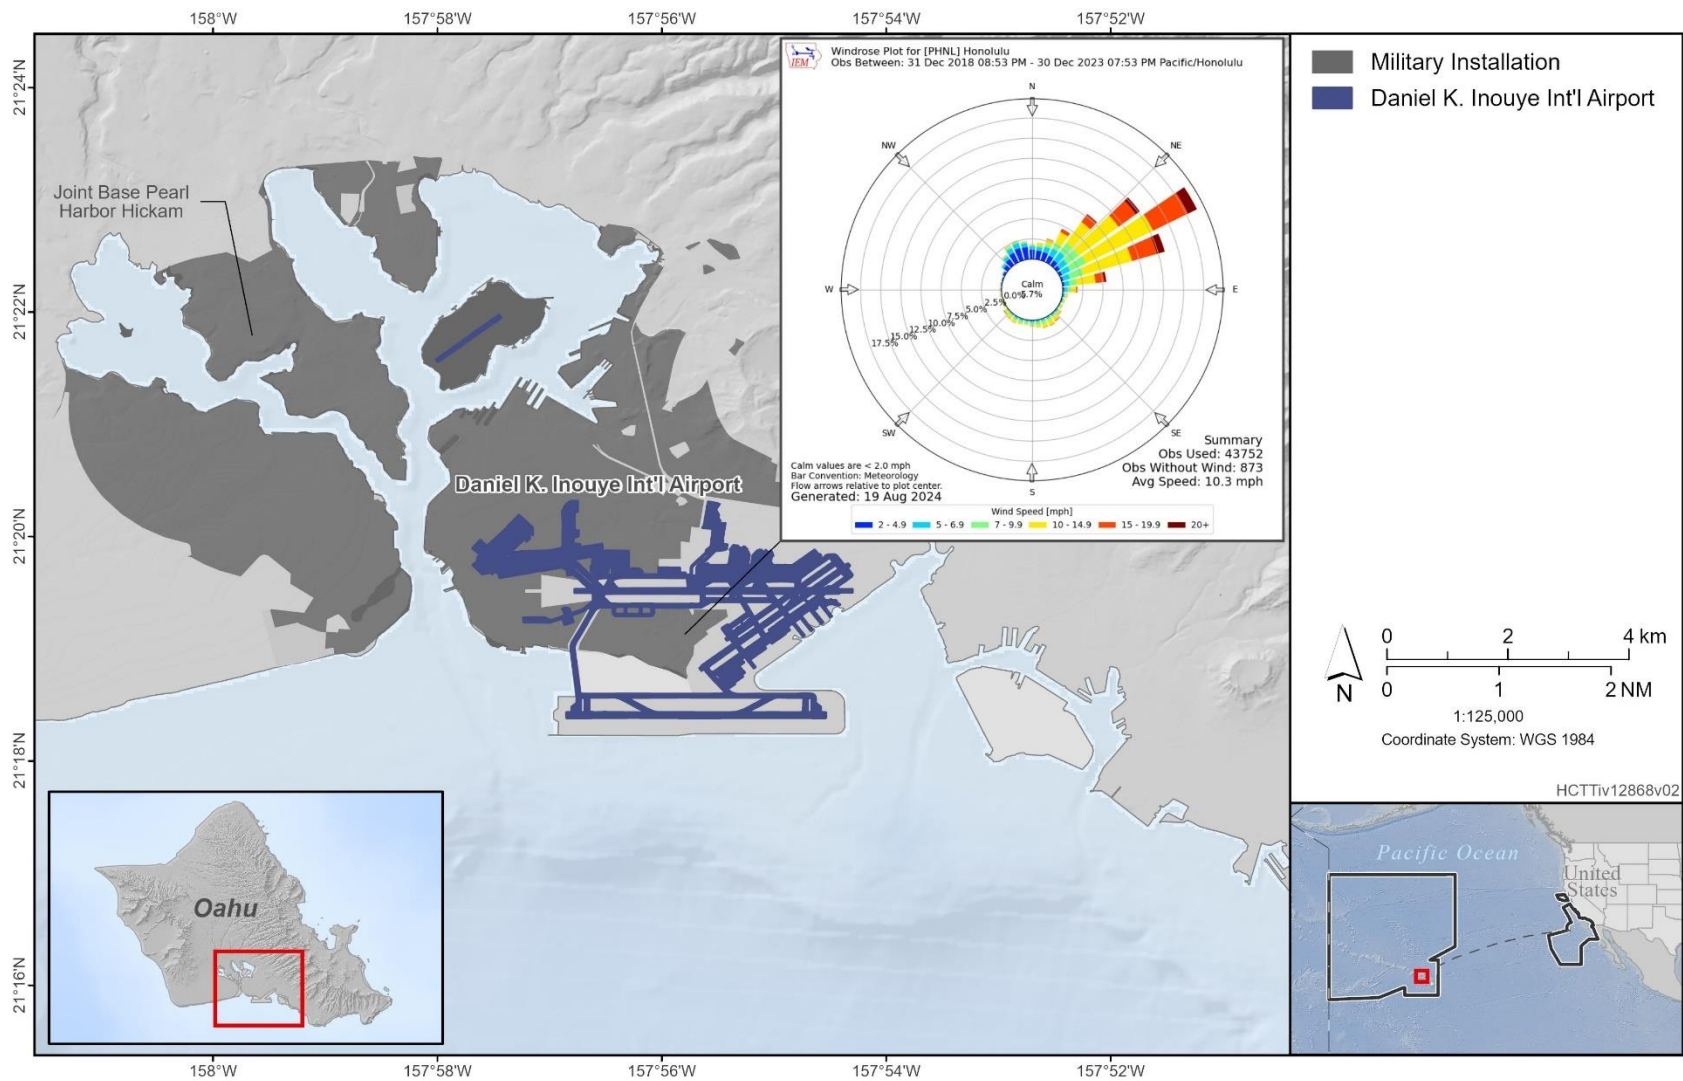 158°W
157°58'W
157°56'W
157°54'W
157°52'W
21°24'N
21°22'N
21°20'N
21°18'N
21°16'N
Joint Base Pearl
Harbor Hickam
Daniel K. Inouye Int'l Airport
IEM
Windrose Plot for [PHNL] Honolulu
Obs Between: 31 Dec 2018 08:53 PM - 30 Dec 2023 07:53 PM Pacific/Honolulu
N
NW
NE
W
E
Calm
5.7%
0.0%
2.5%
5.0%
7.5%
10.0%
12.5%
15.0%
17.5%
SW
SE
S
Summary
Obs Used: 43752
Obs Without Wind: 873
Avg Speed: 10.3 mph
Calm values are < 2.0 mph
Bar Convention: Meteorology
Flow arrows relative to plot center.
Generated: 19 Aug 2024
Wind Speed [mph]
2 - 4.9
5 - 6.9
7 - 9.9
10 - 14.9
15 - 19.9
20+
Military Installation
Daniel K. Inouye Int'l Airport
N
0 2 4 km
0 1 2 NM
1:125,000
Coordinate System: WGS 1984
HCTTiv12868v02
Oahu
Pacific Ocean
United
States
158°W
157°58'W
157°56'W
157°54'W
157°52'W